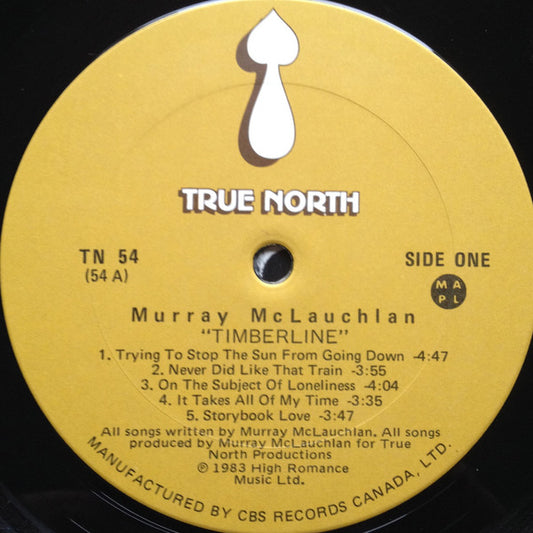 TRUE NORTH
TN 54
(54 A)
SIDE ONE
M A
P L
Murray McLauchlan
"TIMBERLINE"
1. Trying To Stop The Sun From Going Down -4:47
2. Never Did Like That Train -3:55
3. On The Subject Of Loneliness -4:04
4. It Takes All Of My Time -3:35
5. Storybook Love -3:47
All songs written by Murray McLauchlan. All songs
produced by Murray McLauchlan for True
North Productions
℗ 1983 High Romance
Music Ltd.
MANUFACTURED BY CBS RECORDS CANADA, LTD.